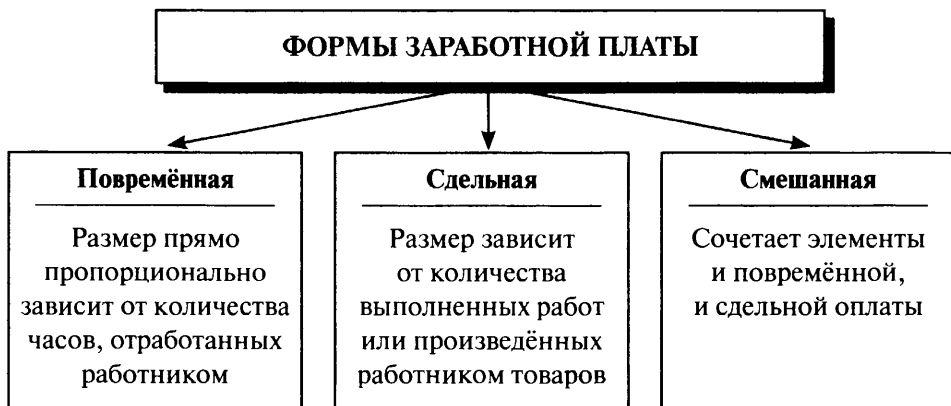 ФОРМЫ ЗАРАБОТНОЙ ПЛАТЫ
Повремённая
Размер прямо
пропорционально
зависит от количества
часов, отработанных
работником
Сдельная
Размер зависит
от количества
выполненных работ
или произведённых
работником товаров
Смешанная
Сочетает элементы
и повремённой,
и сдельной оплаты